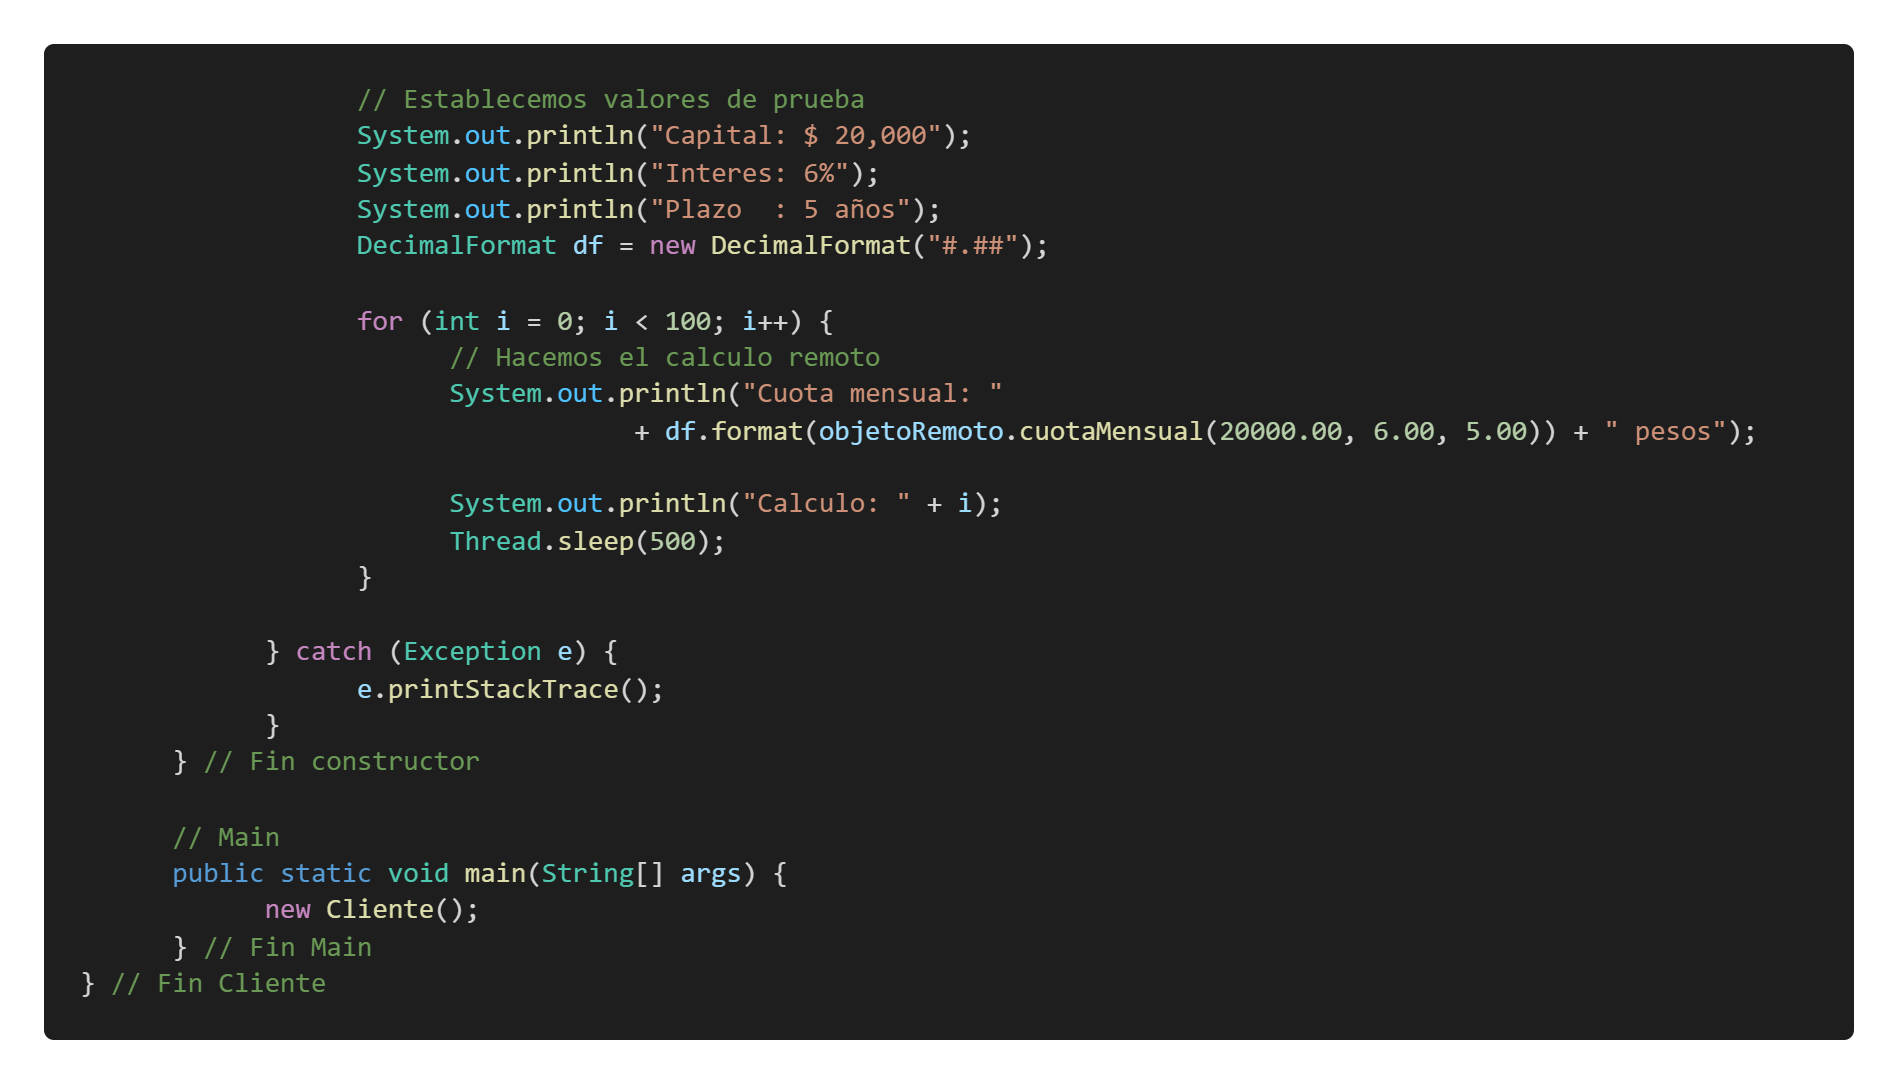 // Establecemos valores de prueba
System.out.println("Capital: $ 20,000");
System.out.println("Interes: 6%");
System.out.println("Plazo  : 5 años");
DecimalFormat df = new DecimalFormat("#.##");
for (int i = 0; i < 100; i++) {
// Hacemos el calculo remoto
System.out.println("Cuota mensual: "
+ df.format(objetoRemoto.cuotaMensual(20000.00, 6.00, 5.00)) + " pesos");
System.out.println("Calculo: " + i);
Thread.sleep(500);
}
} catch (Exception e) {
e.printStackTrace();
}
} // Fin constructor
// Main
public static void main(String[] args) {
new Cliente();
} // Fin Main
} // Fin Cliente